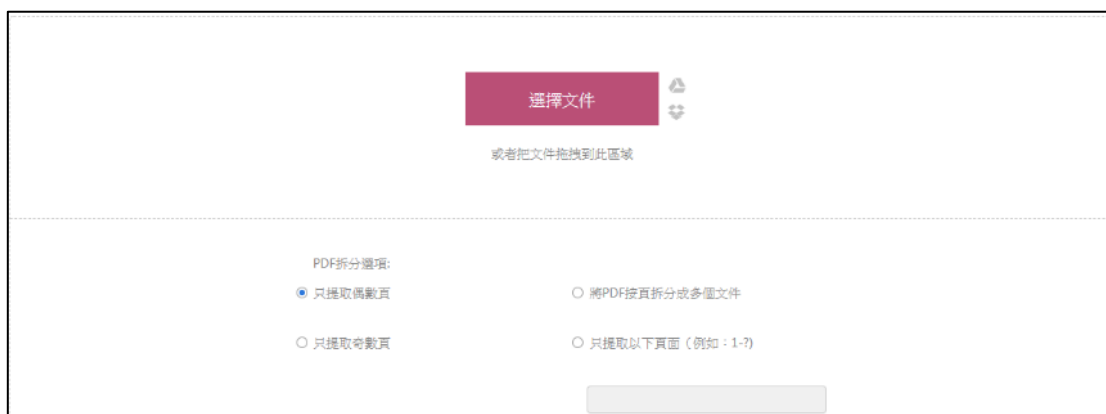 選擇文件
或者把文件拖拽到此區域
PDF拆分選項:
只提取偶數頁
將PDF按頁拆分成多個文件
只提取奇數頁
只提取以下頁面（例如：1-?)